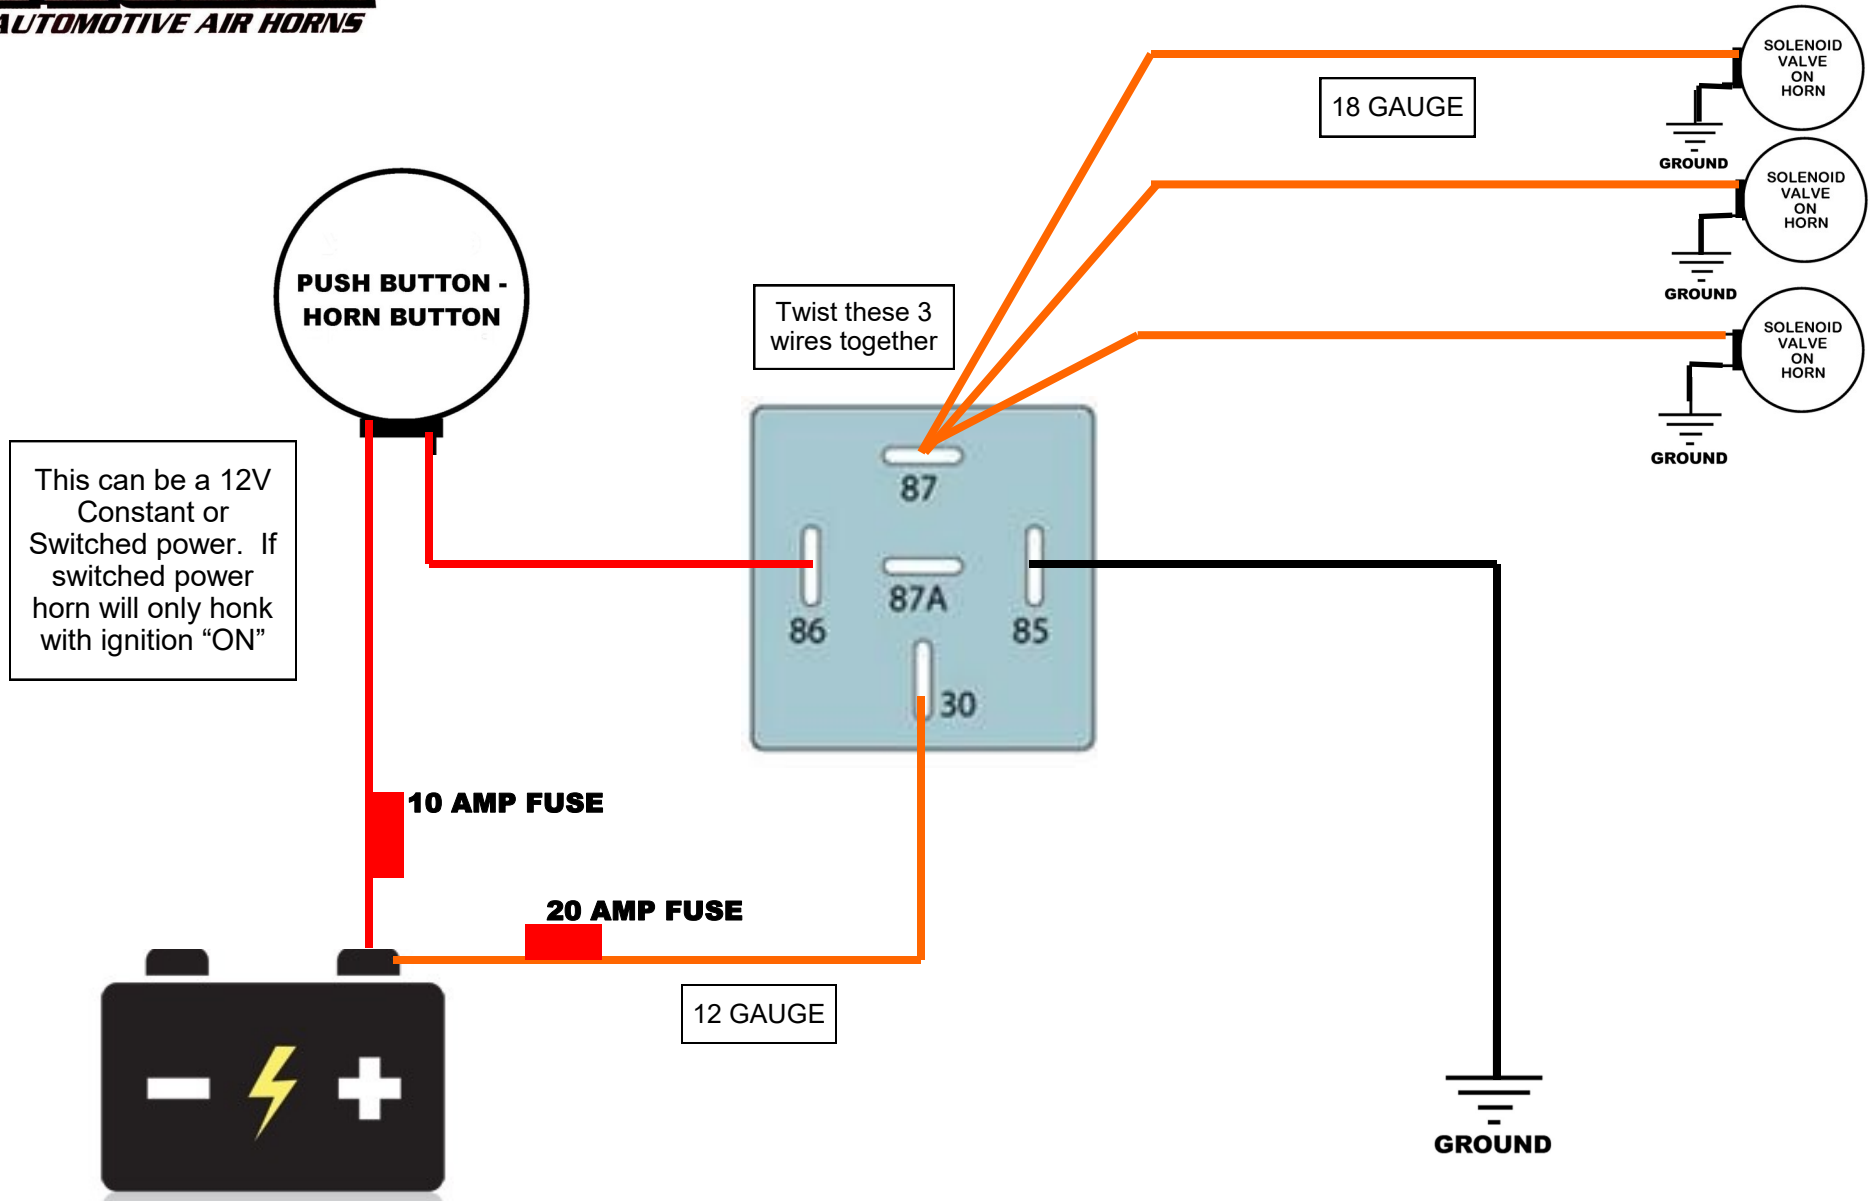 AUTOMOTIVE AIR HORNS
SOLENOID
VALVE
ON
HORN
18 GAUGE
GROUND
SOLENOID
VALVE
ON
HORN
GROUND
PUSH BUTTON -
HORN BUTTON
Twist these 3
wires together
SOLENOID
VALVE
ON
HORN
GROUND
This can be a 12V
Constant or
Switched power.  If
switched power
horn will only honk
with ignition “ON”
87
87A
86
85
30
10 AMP FUSE
20 AMP FUSE
12 GAUGE
GROUND